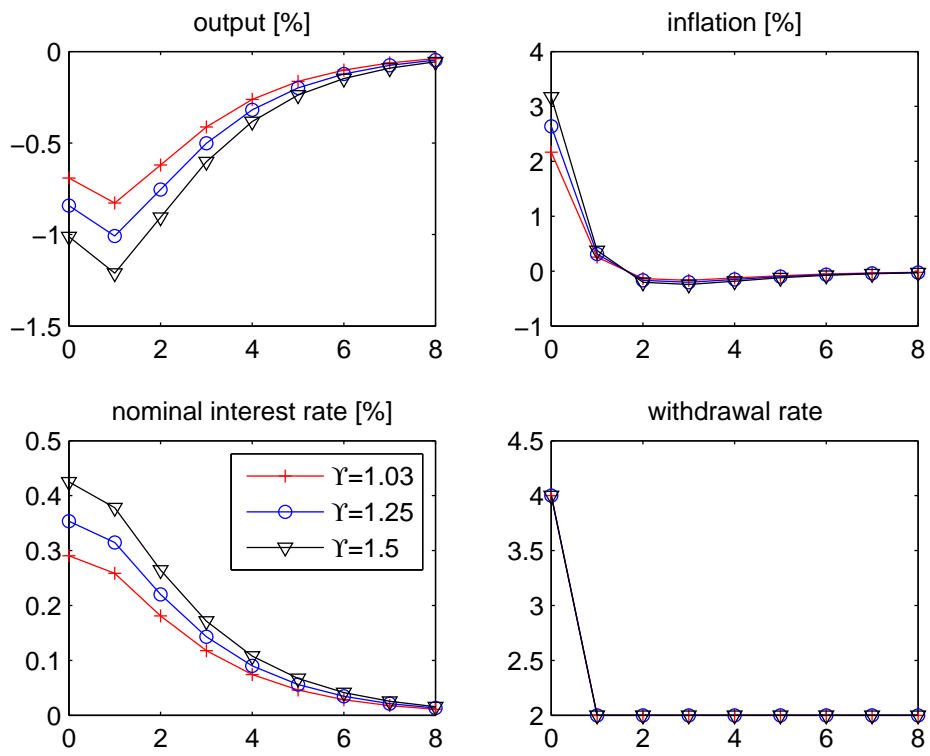 output [%]
0
−0.5
−1
−1.5
0 2 4 6 8
inflation [%]
4
3
2
1
0
−1
0 2 4 6 8
nominal interest rate [%]
0.5
0.4
0.3
0.2
0.1
0
0 2 4 6 8
ϒ=1.03
ϒ=1.25
ϒ=1.5
withdrawal rate
4.5
4
3.5
3
2.5
2
0 2 4 6 8